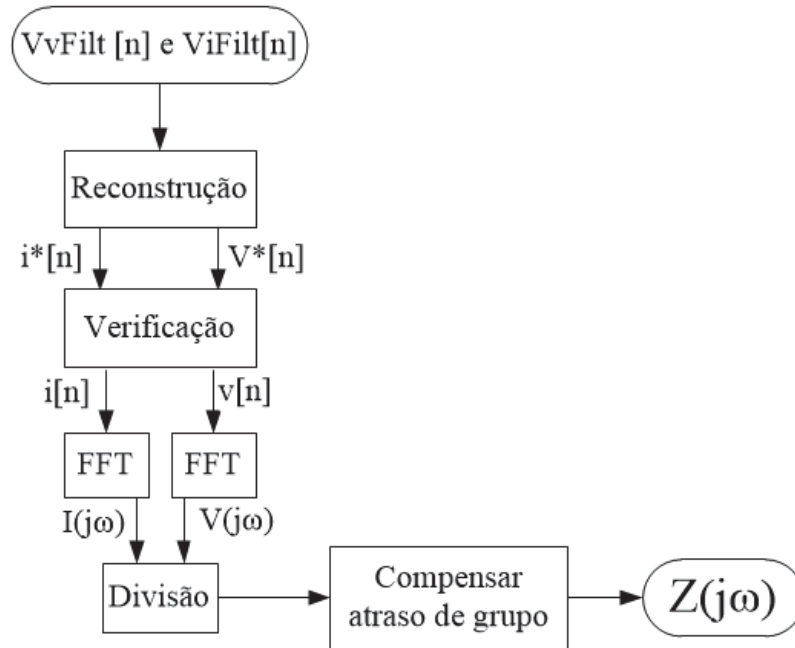 VvFilt [n] e ViFilt[n]
Reconstrução
i*[n] V*[n]
Verificação
i[n] v[n]
FFT FFT
I(jω) V(jω)
Divisão
Compensar
atraso de grupo
Z(jω)